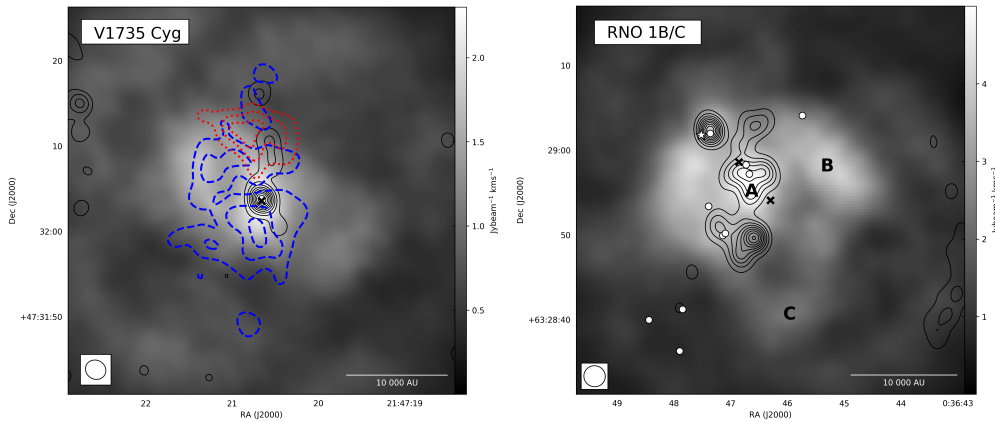 V1735 Cyg
20
10
32:00
+47:31:50
Dec (J2000)
22
21
20
21:47:19
RA (J2000)
10 000 AU
2.0
1.5
1.0
0.5
Jybeam⁻¹ kms⁻¹
RNO 1B/C
10
29:00
50
+63:28:40
Dec (J2000)
A
B
C
49
48
47
46
45
44
0:36:43
RA (J2000)
10 000 AU
4
3
2
1
Jybeam⁻¹ kms⁻¹